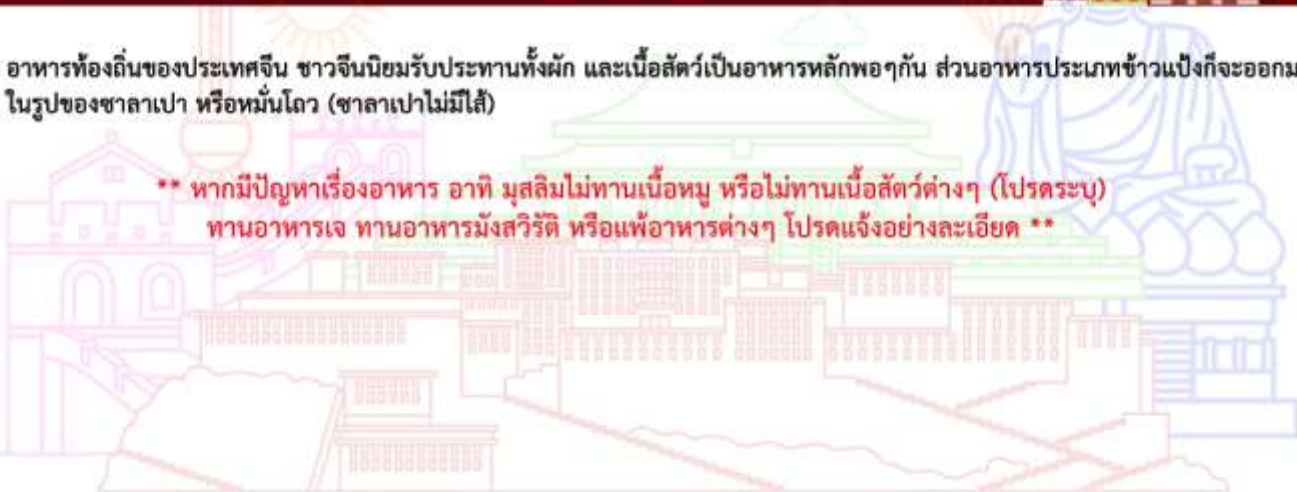 อาหารท้องถิ่นของประเทศจีน ชาวจีนนิยมรับประทานทั้งผัก และเนื้อสัตว์เป็นอาหารหลักพอๆกัน ส่วนอาหารประเภทข้าวแป้งก็จะออกม
ในรูปของซาลาเปา หรือหมั่นโถว (ซาลาเปาไม่มีไส้)
** หากมีปัญหาเรื่องอาหาร อาทิ มุสลิมไม่ทานเนื้อหมู หรือไม่ทานเนื้อสัตว์ต่างๆ (โปรดระบุ)
ทานอาหารเจ ทานอาหารมังสวิรัติ หรือแพ้อาหารต่างๆ โปรดแจ้งอย่างละเอียด **